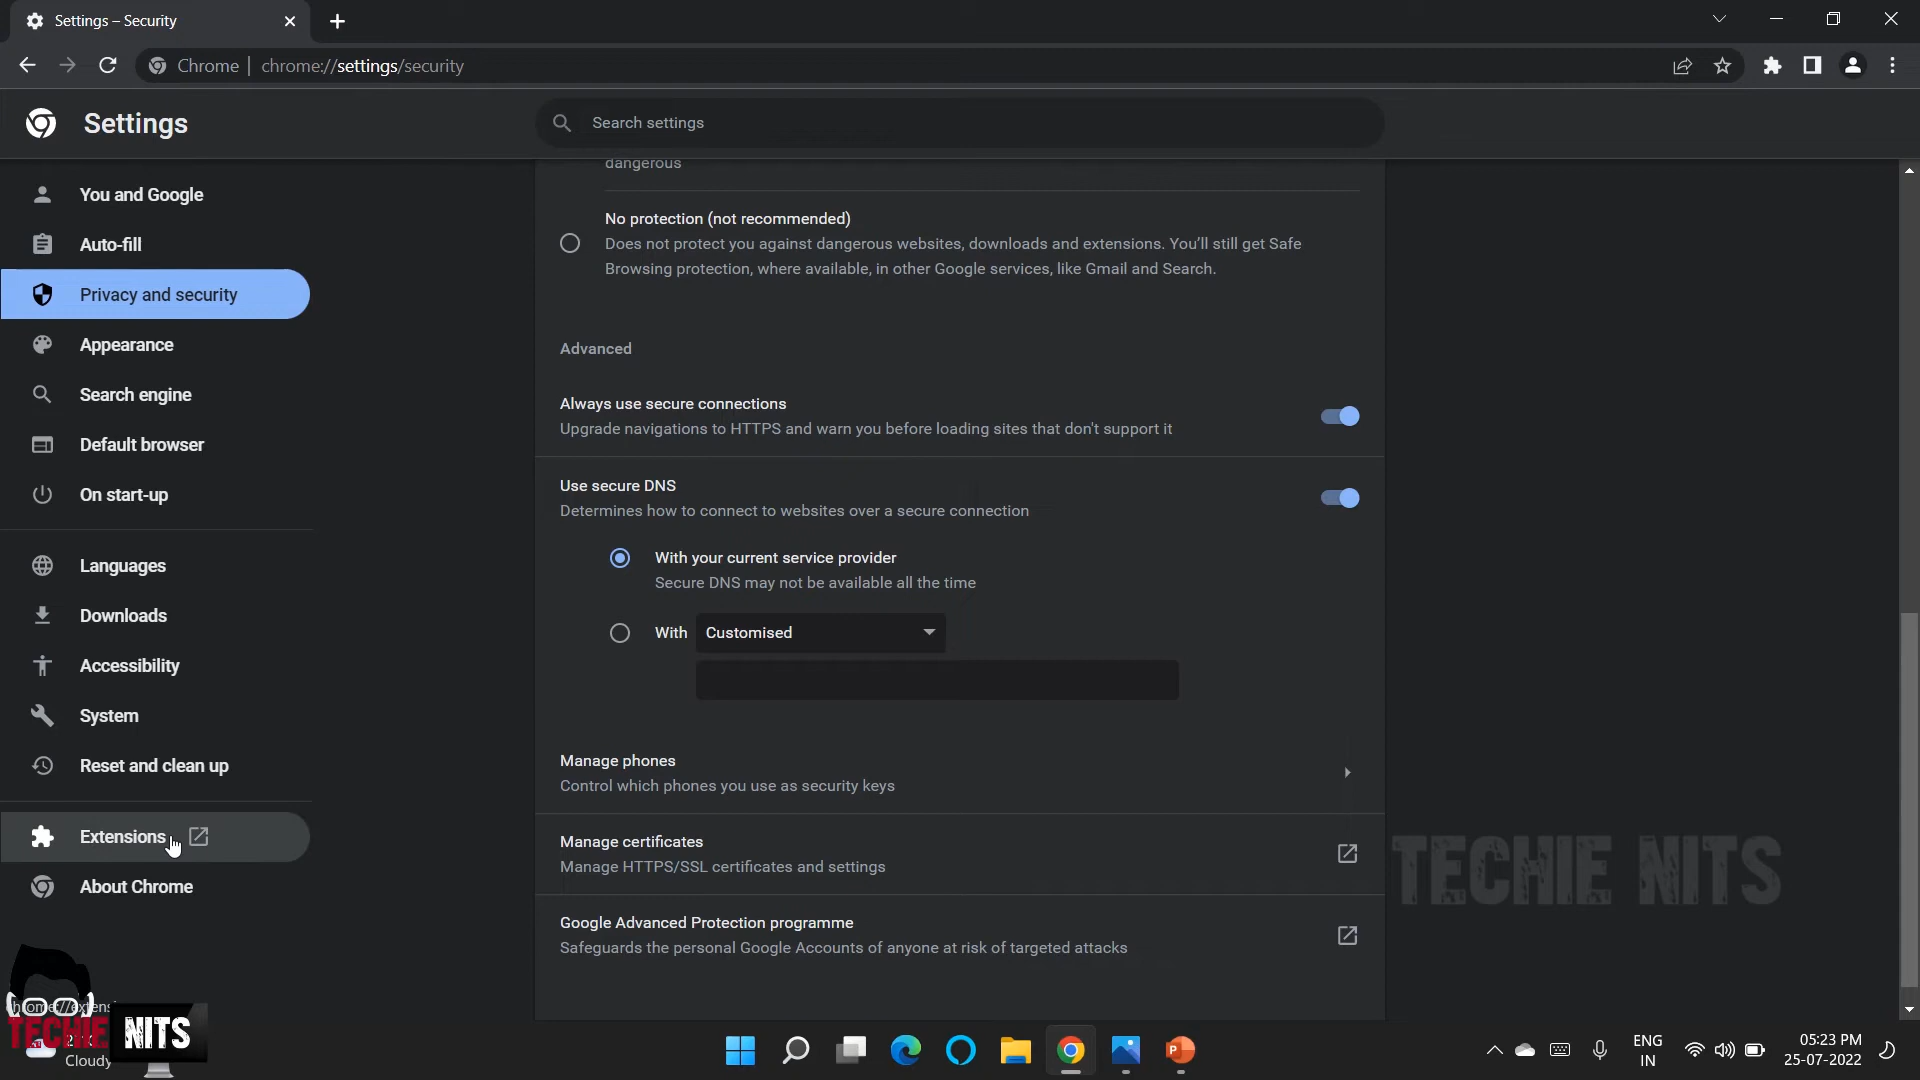 Settings – Security
Chrome | chrome://settings/security
Settings
Search settings
You and Google
Auto-fill
Privacy and security
Appearance
Search engine
Default browser
On start-up
Languages
Downloads
Accessibility
System
Reset and clean up
Extensions
About Chrome
dangerous
No protection (not recommended)
Does not protect you against dangerous websites, downloads and extensions. You’ll still get Safe
Browsing protection, where available, in other Google services, like Gmail and Search.
Advanced
Always use secure connections
Upgrade navigations to HTTPS and warn you before loading sites that don't support it
Use secure DNS
Determines how to connect to websites over a secure connection
With your current service provider
Secure DNS may not be available all the time
With Customised
Manage phones
Control which phones you use as security keys
Manage certificates
Manage HTTPS/SSL certificates and settings
Google Advanced Protection programme
Safeguards the personal Google Accounts of anyone at risk of targeted attacks
TECHIE NITS
TECHIE NITS
Cloudy
ENG
IN
05:23 PM
25-07-2022